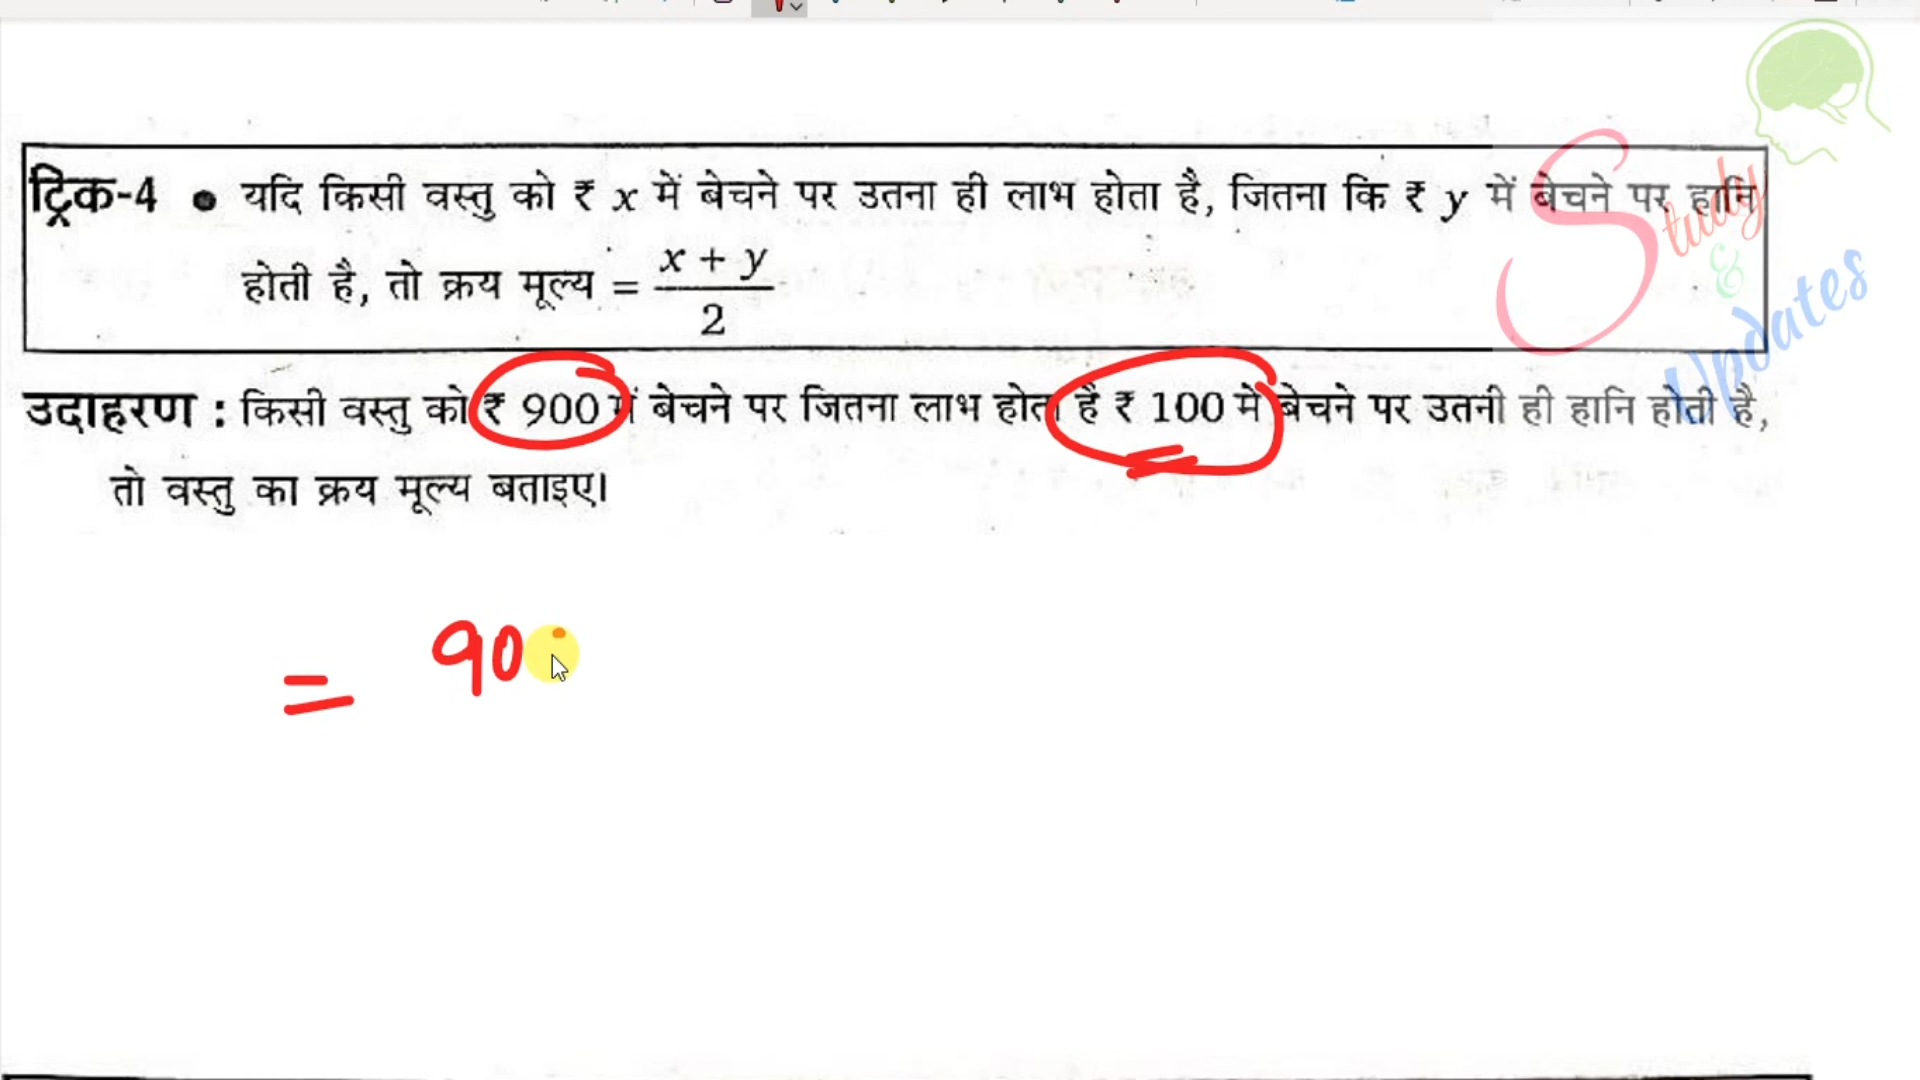 ट्रिक-4 • यदि किसी वस्तु को ₹ x में बेचने पर उतना ही लाभ होता है, जितना कि ₹ y में बेचने पर हानि
होती है, तो क्रय मूल्य = \frac{x + y}{2}
उदाहरण : किसी वस्तु को ₹ 900 में बेचने पर जितना लाभ होता है ₹ 100 में बेचने पर उतनी ही हानि होती है,
तो वस्तु का क्रय मूल्य बताइए।
= 90
Study
&
Updates